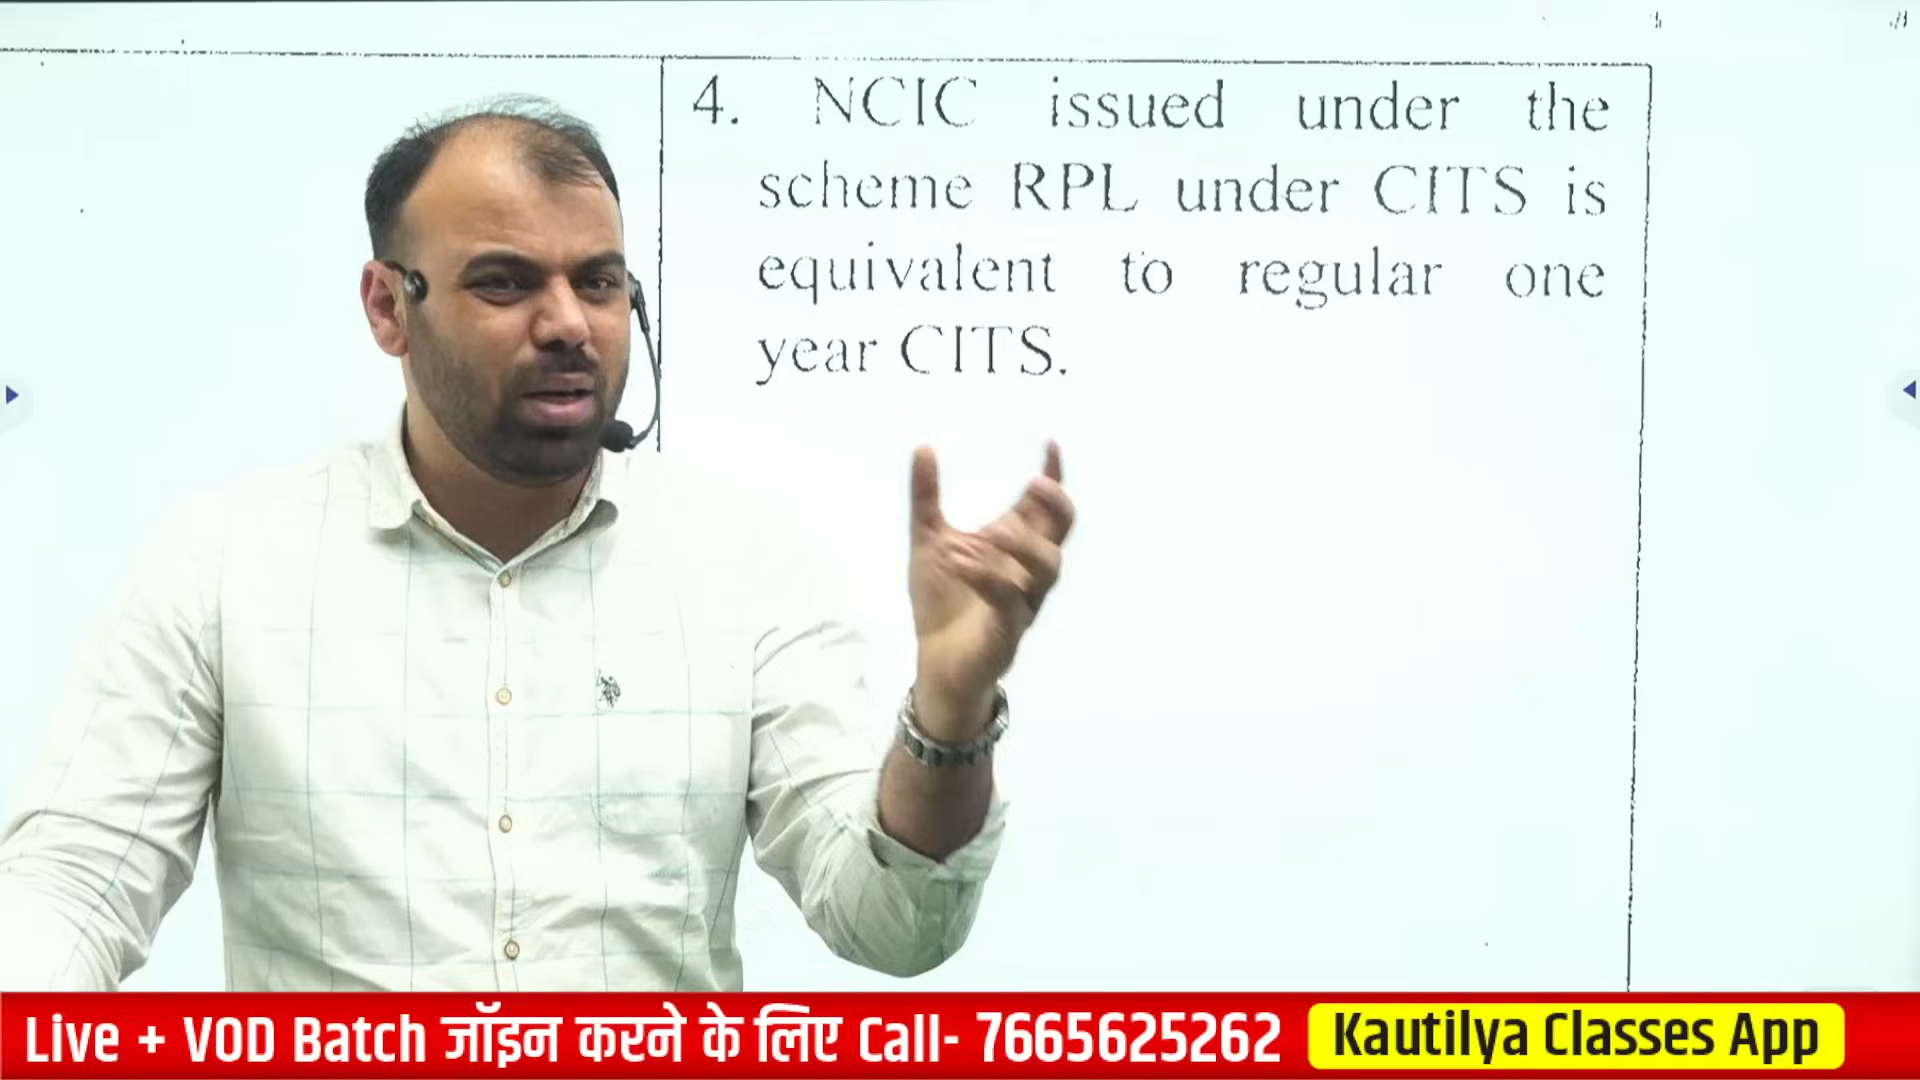 4. NCIC issued under the
scheme RPL under CITS is
equivalent to regular one
year CITS.
Live + VOD Batch जॉइन करने के लिए Call- 7665625262
Kautilya Classes App